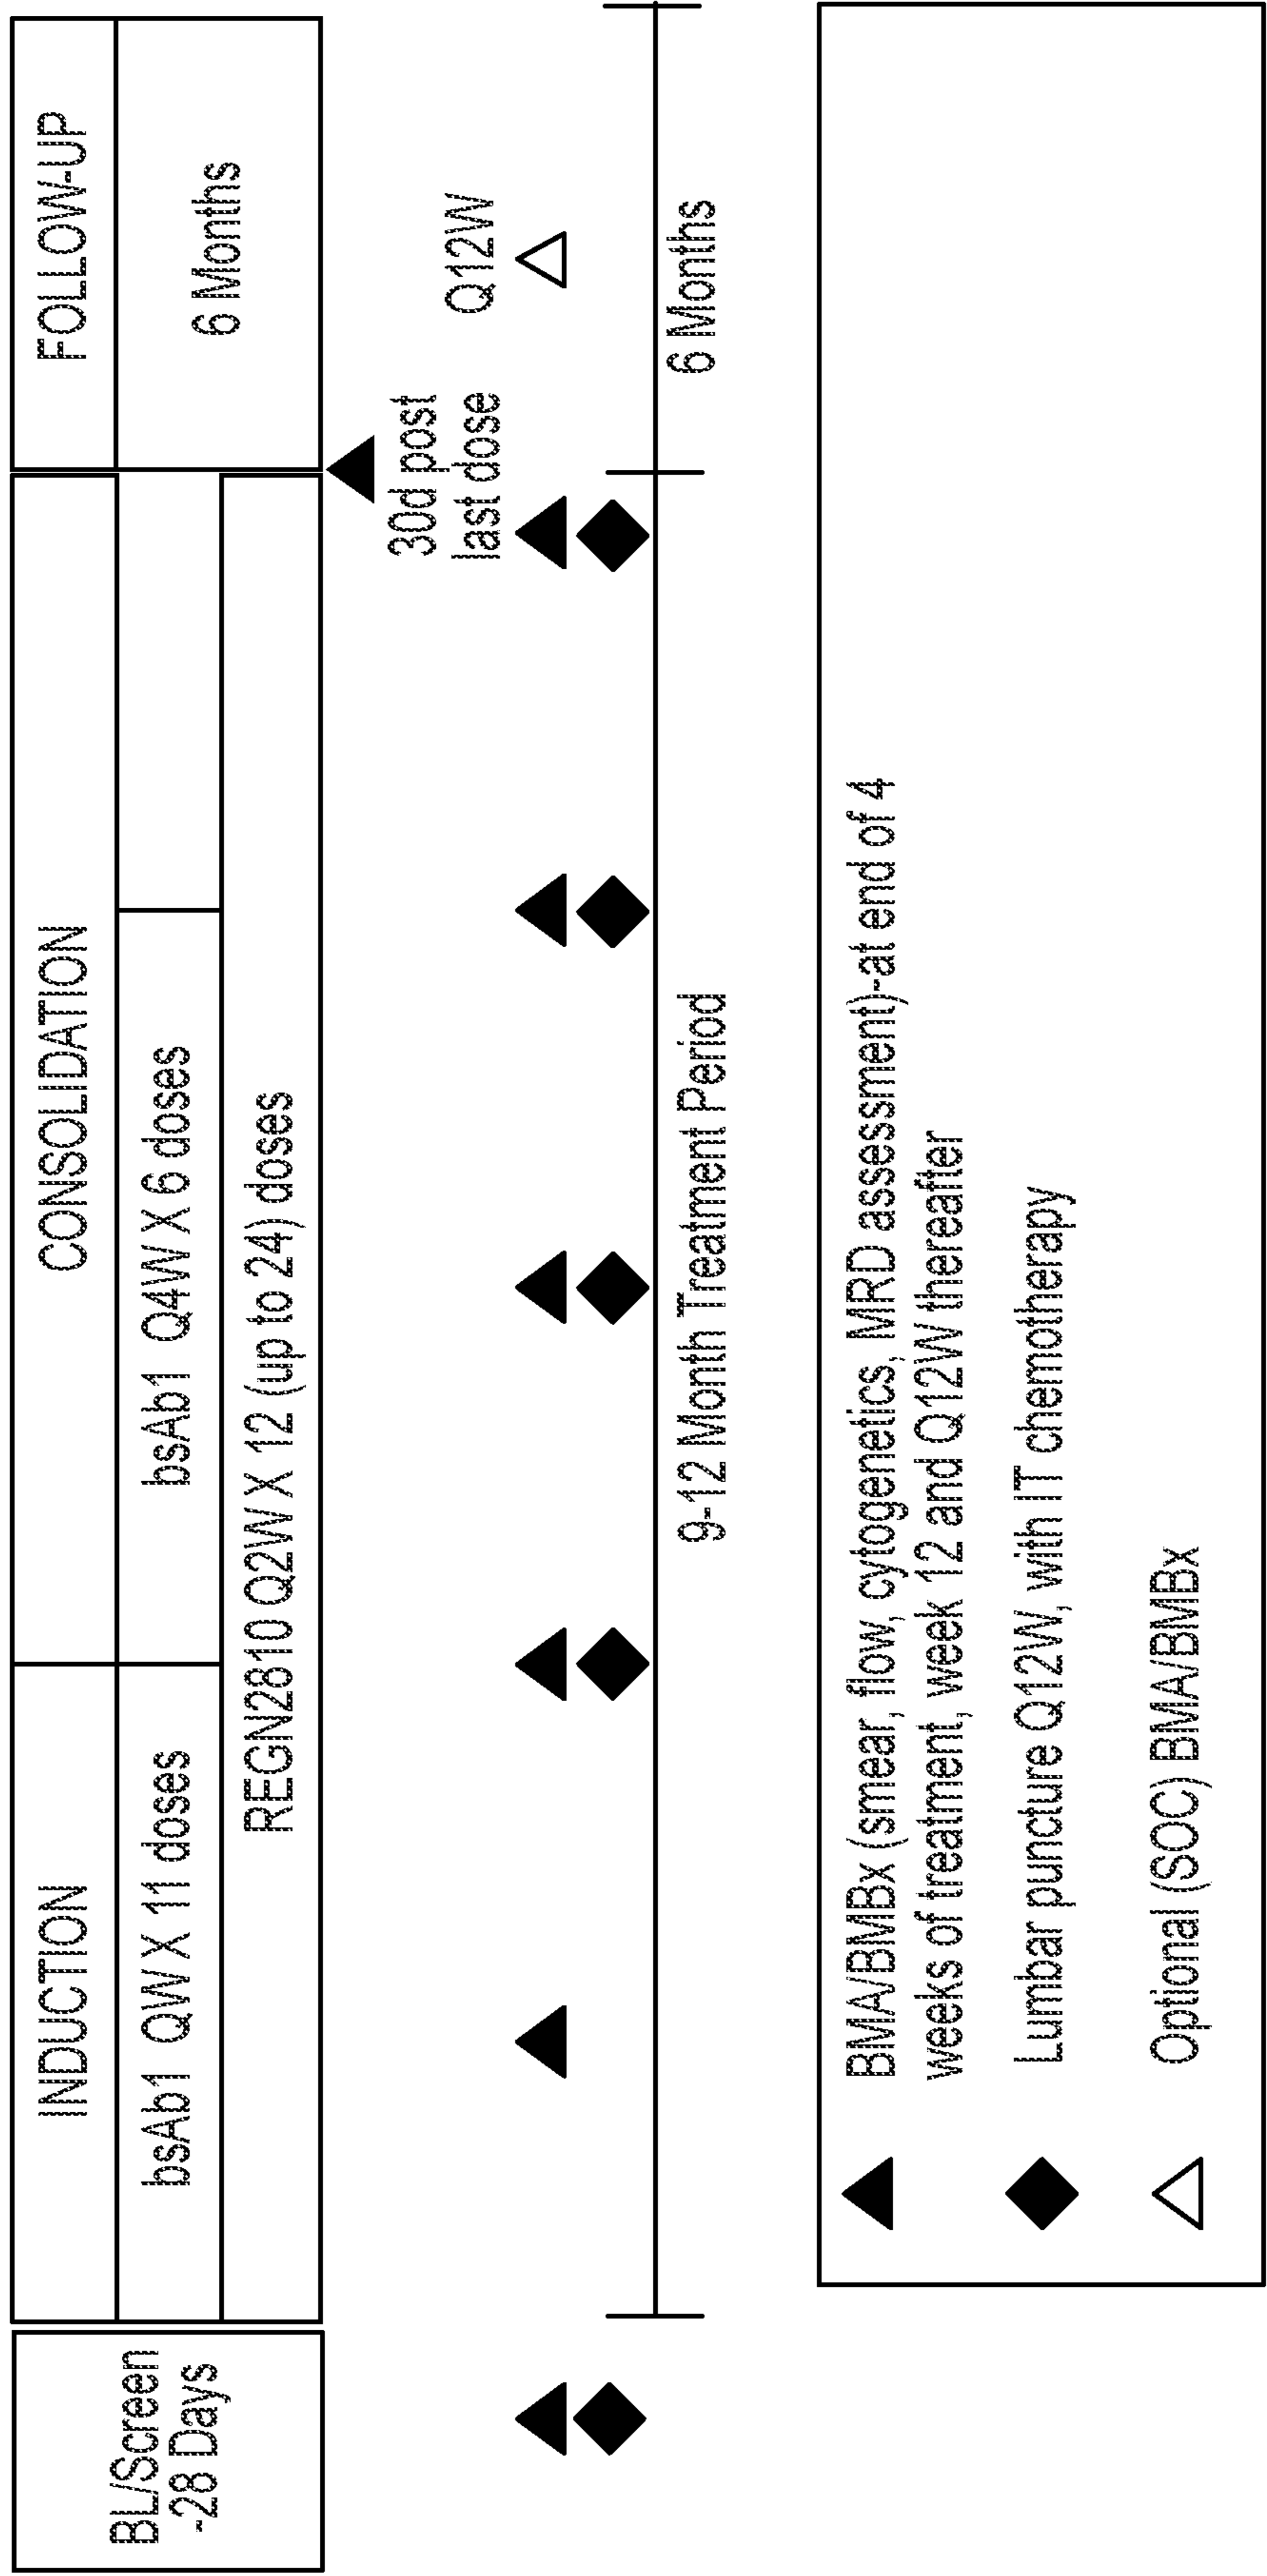 BL/Screen
-28 Days
INDUCTION
CONSOLIDATION
FOLLOW-UP
bsAb1 QW X 11 doses
bsAb1 Q4W X 6 doses
6 Months
REGN2810 Q2W X 12 (up to 24) doses
30d post
last dose
Q12W
9-12 Month Treatment Period
6 Months
BMA/BMBx (smear, flow, cytogenetics, MRD assessment)-at end of 4
weeks of treatment, week 12 and Q12W thereafter
Lumbar puncture Q12W, with IT chemotherapy
Optional (SOC) BMA/BMBx